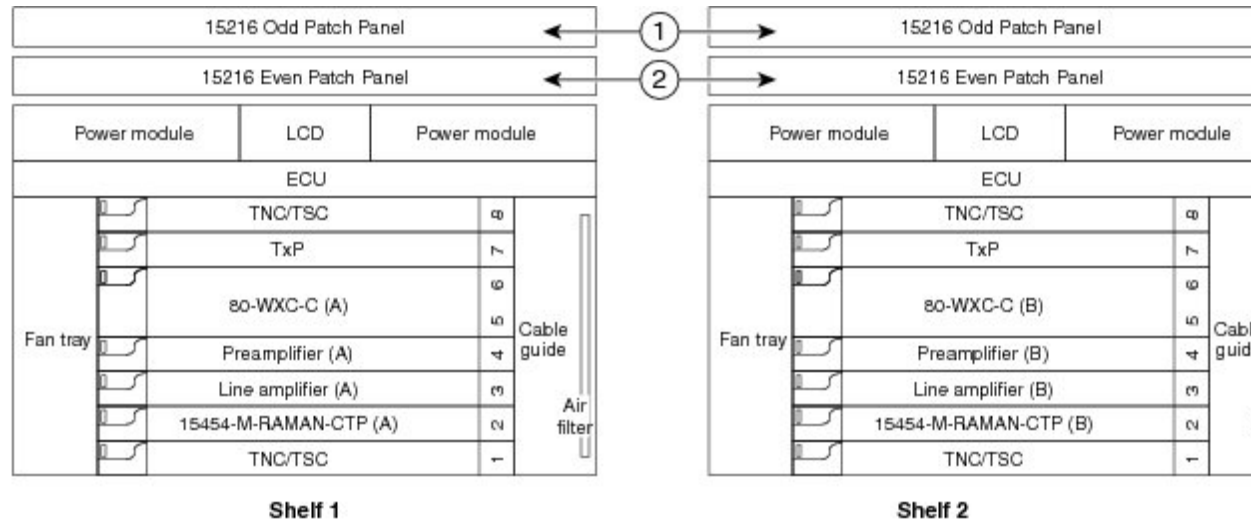 15216 Odd Patch Panel
1
15216 Odd Patch Panel
15216 Even Patch Panel
2
15216 Even Patch Panel
Power module
LCD
Power module
ECU
TNC/TSC
8
TxP
7
80-WXC-C (A)
6
5
Preamplifier (A)
4
Line amplifier (A)
3
15454-M-RAMAN-CTP (A)
2
TNC/TSC
1
Fan tray
Cable
guide
Air
filter
Shelf 1
Power module
LCD
Power module
ECU
TNC/TSC
8
TxP
7
80-WXC-C (B)
6
5
Preamplifier (B)
4
Line amplifier (B)
3
15454-M-RAMAN-CTP (B)
2
TNC/TSC
1
Fan tray
Shelf 2